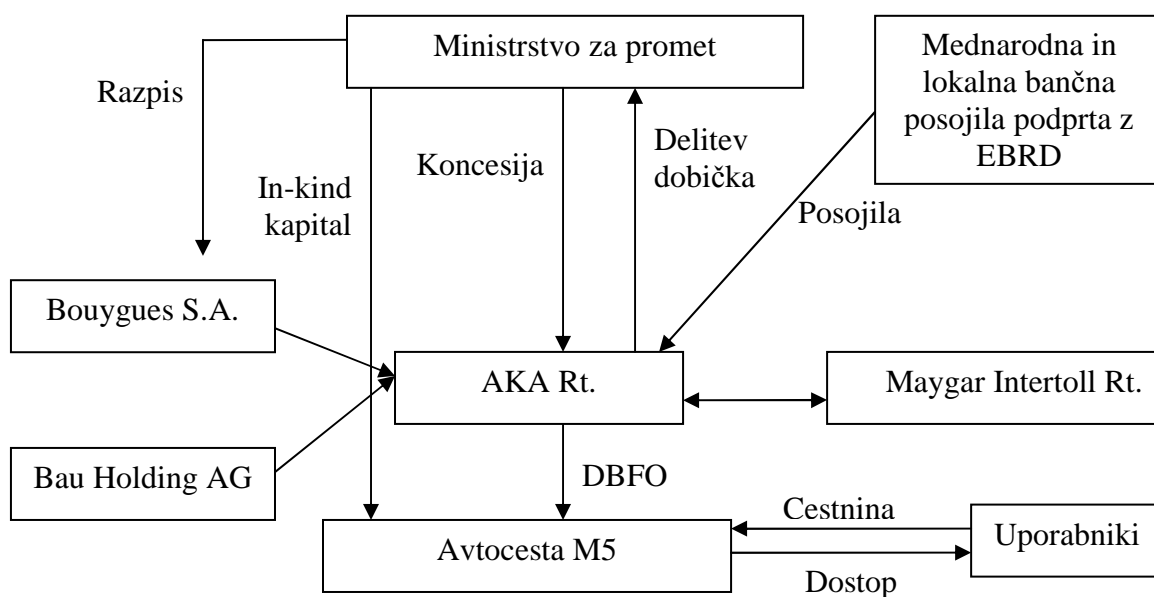 Ministrstvo za promet
Mednarodna in
lokalna bančna
posojila podprta z
EBRD
Razpis
In-kind
kapital
Koncesija
Delitev
dobička
Posojila
Bouygues S.A.
AKA Rt.
Maygar Intertoll Rt.
Bau Holding AG
DBFO
Avtocesta M5
Cestnina
Dostop
Uporabniki